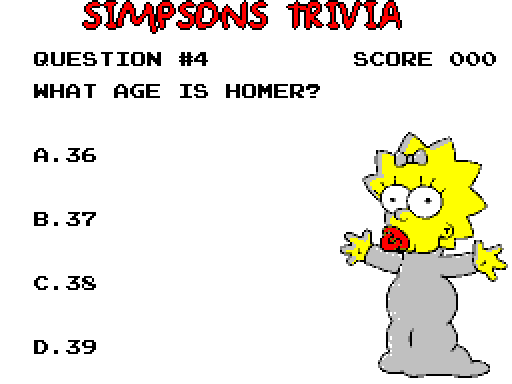 SIMPSONS TRIVIA
QUESTION #4 SCORE 000
WHAT AGE IS HOMER?
A.36
B.37
C.38
D.39